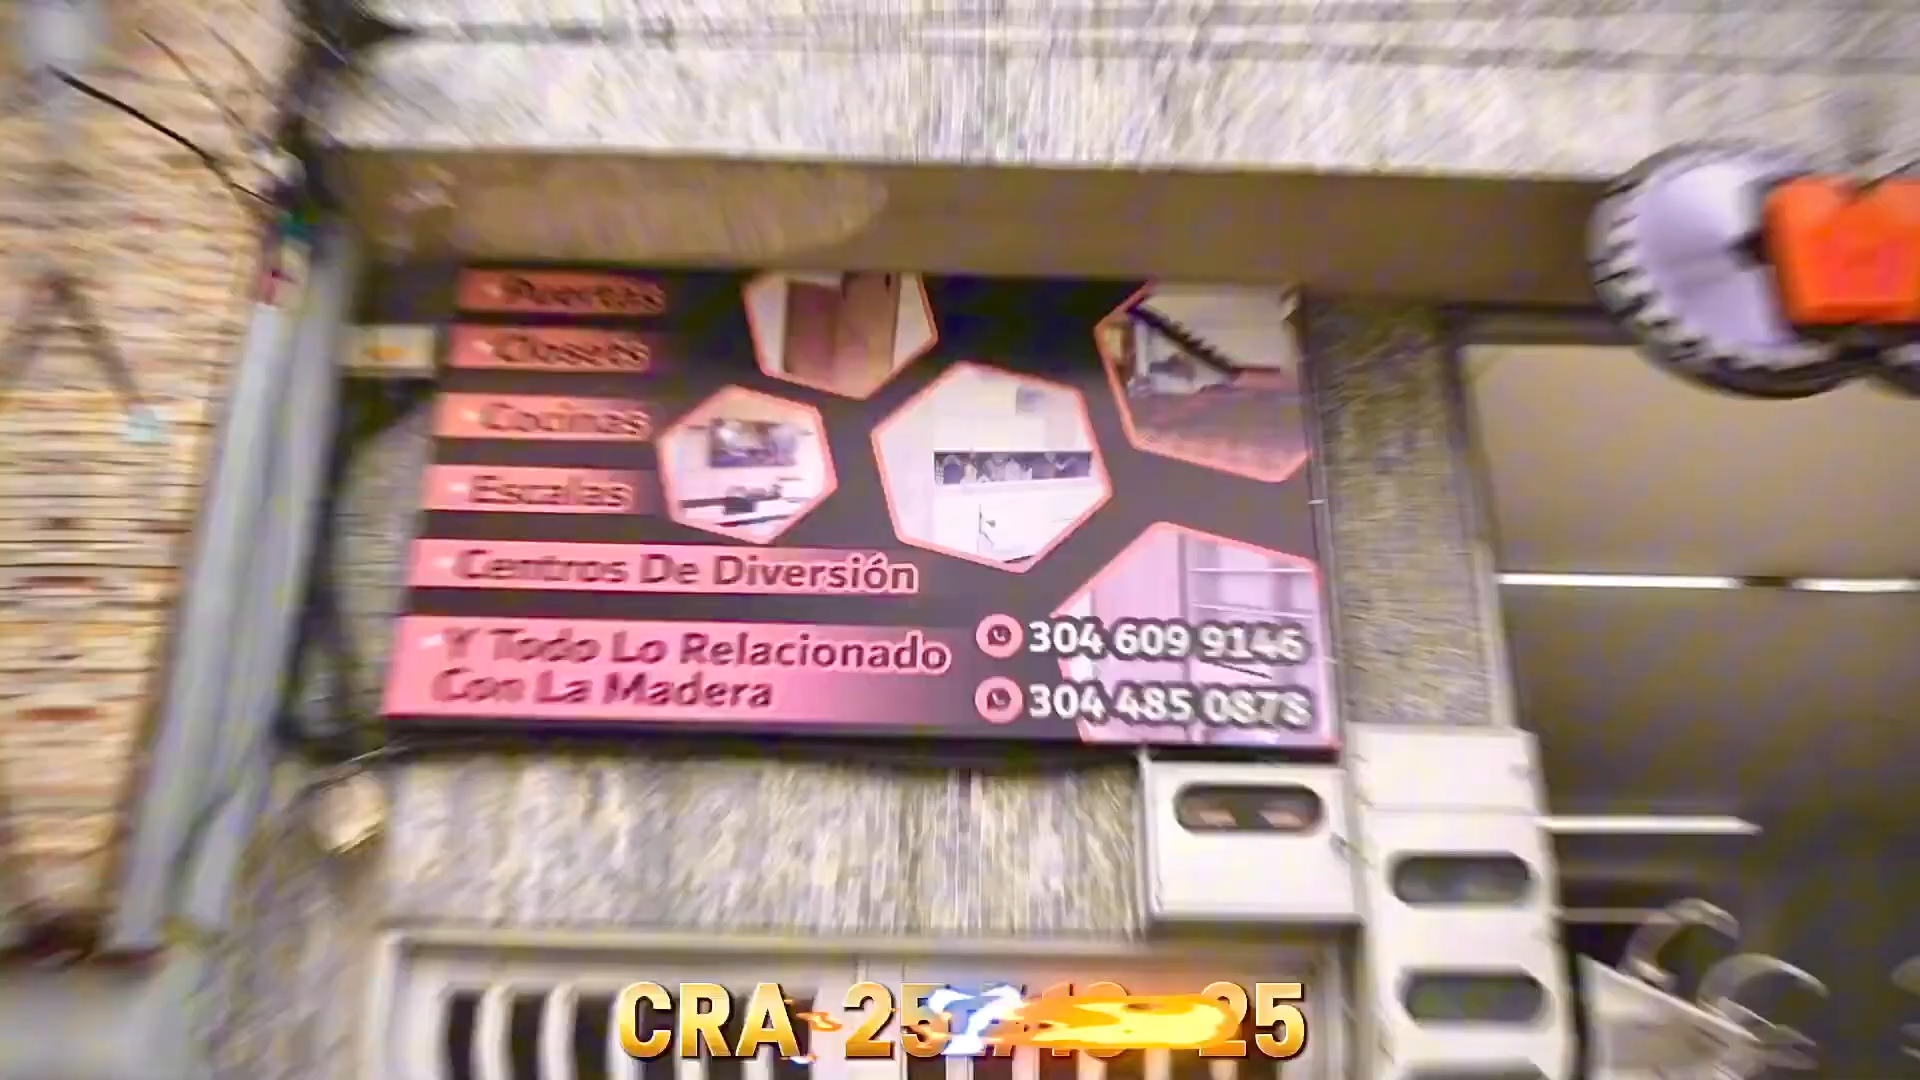 • Puertas
• Closets
• Cocinas
• Escalas
• Centros De Diversión
• Y Todo Lo Relacionado
Con La Madera
304 609 9146
304 485 0878
CRA 25 25